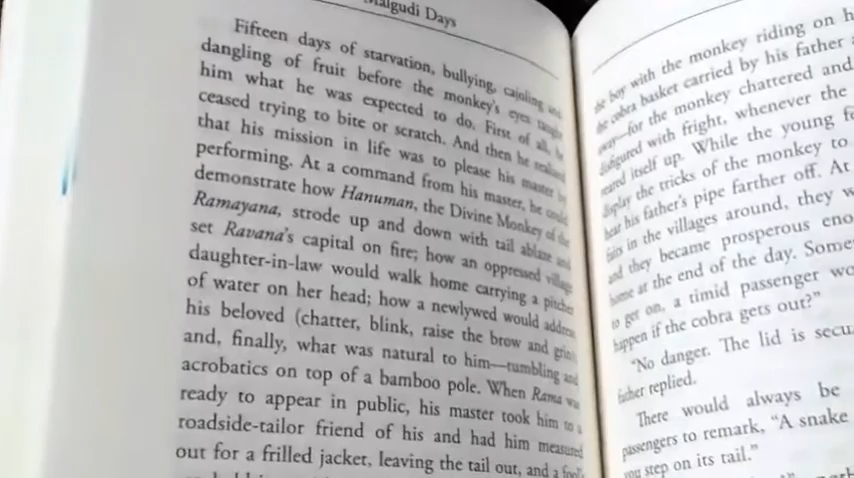 Malgudi Days
Fifteen days of starvation, bullying, cajoling and
dangling of fruit before the monkey's eyes taught
him what he was expected to do. First of all, he
ceased trying to bite or scratch. And then he realized
that his mission in life was to please his master by
performing. At a command from his master, he could
demonstrate how Hanuman, the Divine Monkey of the
Ramayana, strode up and down with tail ablaze and
set Ravana's capital on fire; how an oppressed village
daughter-in-law would walk home carrying a pitcher
of water on her head; how a newlywed would address
his beloved (chatter, blink, raise the brow and grin);
and, finally, what was natural to him—tumbling and
acrobatics on top of a bamboo pole. When Rama was
ready to appear in public, his master took him to a
roadside-tailor friend of his and had him measured
out for a frilled jacket, leaving the tail out, and a fool's
the boy with the monkey riding on
the cobra basket carried by his father
away—for the monkey chattered and
disfigured with fright, whenever the
reared itself up. While the young
display the tricks of the monkey to
hear his father's pipe farther off. At
fairs in the villages around, they
and they became prosperous
home at the end of the day.
to get on, a timid passenger
happen if the cobra gets out?"
"No danger. The lid is
father replied.
There would always be
passengers to remark, "A snake
you step on its tail."